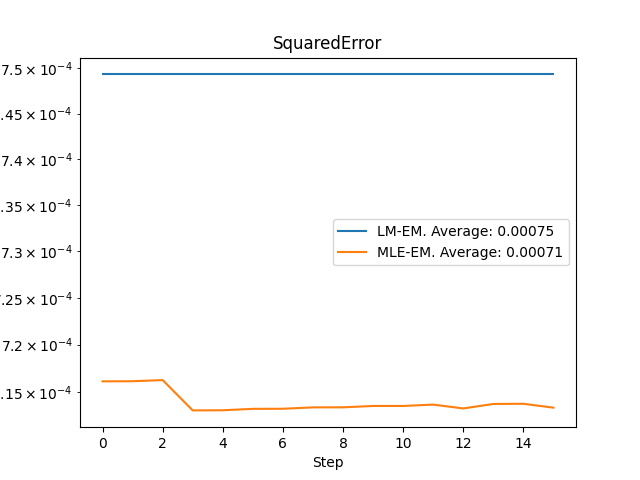 SquaredError
7.5 × 10⁻⁴
.45 × 10⁻⁴
7.4 × 10⁻⁴
.35 × 10⁻⁴
7.3 × 10⁻⁴
.25 × 10⁻⁴
7.2 × 10⁻⁴
.15 × 10⁻⁴
LM-EM. Average: 0.00075
MLE-EM. Average: 0.00071
0 2 4 6 8 10 12 14
Step